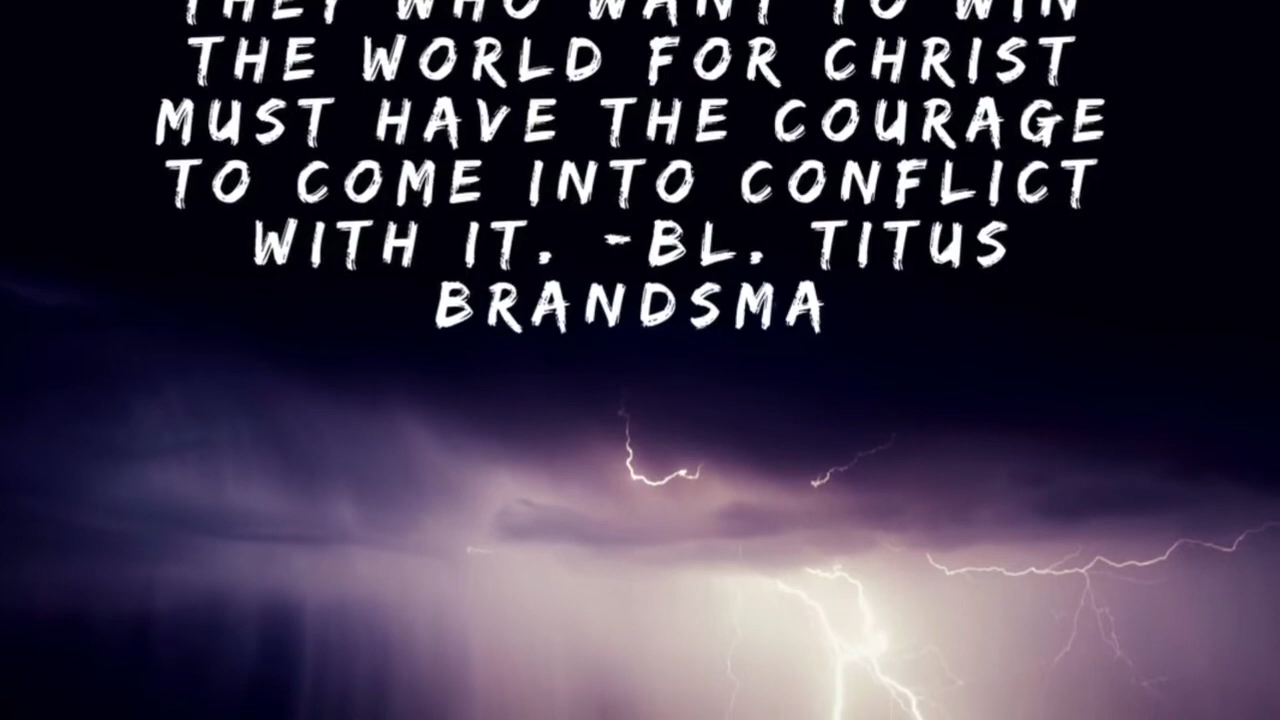 THEY WHO WANT TO WIN
THE WORLD FOR CHRIST
MUST HAVE THE COURAGE
TO COME INTO CONFLICT
WITH IT. -BL. TITUS
BRANDSMA